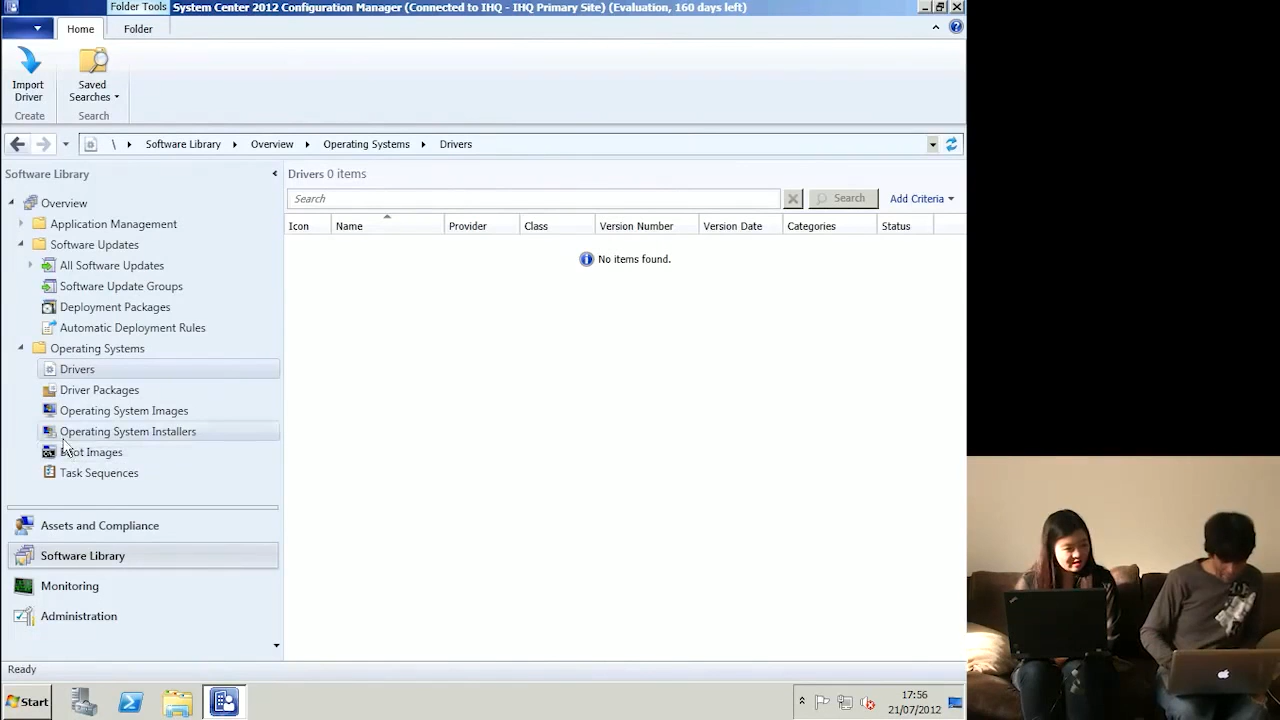 Folder Tools
System Center 2012 Configuration Manager (Connected to IHQ - IHQ Primary Site) (Evaluation, 160 days left)
Home
Folder
Import Driver
Saved Searches
Create
Search
\ Software Library Overview Operating Systems Drivers
Software Library
Overview
Application Management
Software Updates
All Software Updates
Software Update Groups
Deployment Packages
Automatic Deployment Rules
Operating Systems
Drivers
Driver Packages
Operating System Images
Operating System Installers
Images
Task Sequences
Assets and Compliance
Software Library
Monitoring
Administration
Drivers 0 items
Search
Search
Add Criteria
Icon Name Provider Class Version Number Version Date Categories Status
No items found.
Ready
Start
17:56
21/07/2012